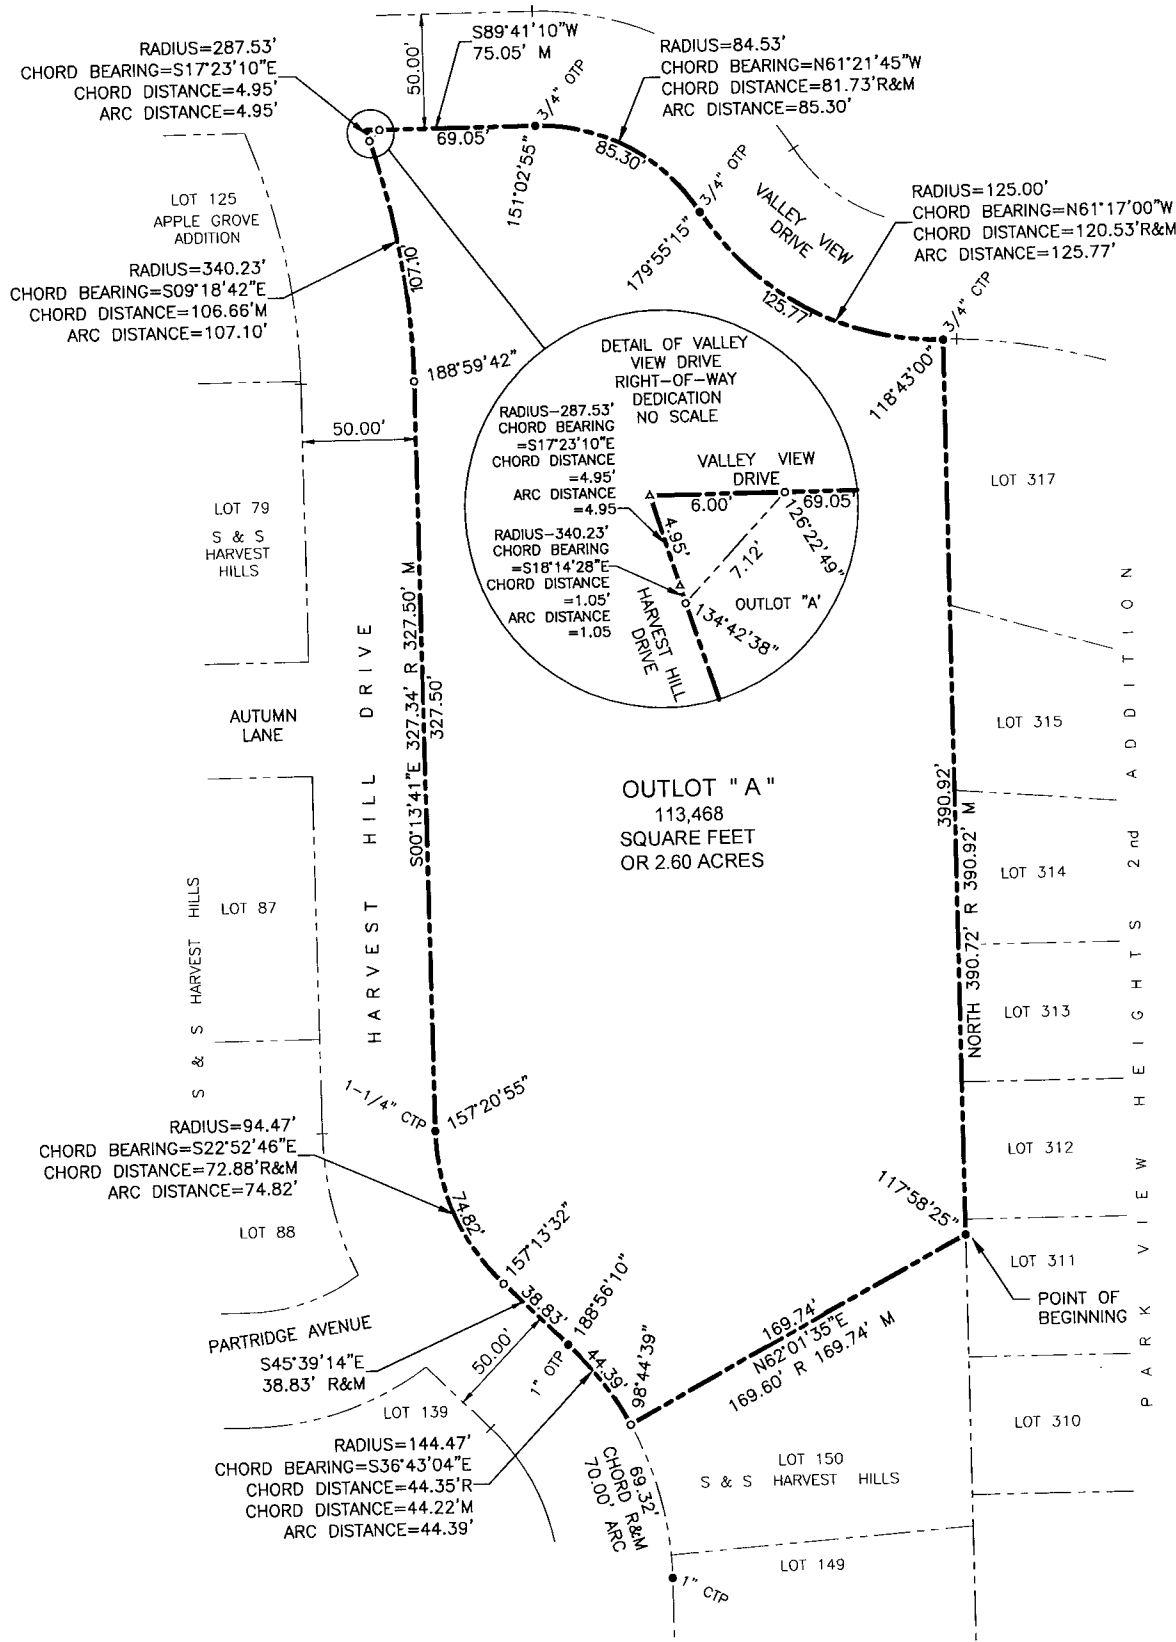 RADIUS=287.53'
CHORD BEARING=S17°23'10"E
CHORD DISTANCE=4.95'
ARC DISTANCE=4.95'
50.00'
S89°41'10"W
75.05' M
RADIUS=84.53'
CHORD BEARING=N61°21'45"W
CHORD DISTANCE=81.73'R&M
ARC DISTANCE=85.30'
3/4" OTP
69.05'
151°02'55"
85.30'
3/4" OTP
179°55'15"
VALLEY VIEW
DRIVE
RADIUS=125.00'
CHORD BEARING=N61°17'00"W
CHORD DISTANCE=120.53'R&M
ARC DISTANCE=125.77'
125.77'
3/4" CTP
118°43'00"
LOT 125
APPLE GROVE
ADDITION
RADIUS=340.23'
CHORD BEARING=S09°18'42"E
CHORD DISTANCE=106.66'M
ARC DISTANCE=107.10'
107.10'
188°59'42"
50.00'
DETAIL OF VALLEY
VIEW DRIVE
RIGHT-OF-WAY
DEDICATION
NO SCALE
RADIUS-287.53'
CHORD BEARING
=S17°23'10"E
CHORD DISTANCE
=4.95'
ARC DISTANCE
=4.95
VALLEY VIEW
DRIVE
6.00'
69.05'
4.95'
7.12'
126°22'49"
RADIUS-340.23'
CHORD BEARING
=S18°14'28"E
CHORD DISTANCE
=1.05'
ARC DISTANCE
=1.05
OUTLOT "A'
134°42'38"
HARVEST HILL
DRIVE
LOT 317
LOT 79
S & S
HARVEST
HILLS
HARVEST HILL DRIVE
S00°13'41"E 327.34' R 327.50' M
327.50'
AUTUMN
LANE
LOT 315
OUTLOT "A"
113,468
SQUARE FEET
OR 2.60 ACRES
390.92'
NORTH 390.72' R 390.92' M
LOT 314
LOT 87
S & S HARVEST HILLS
LOT 313
PARK VIEW HEIGHTS 2nd ADDITION
1-1/4" CTP
157°20'55"
RADIUS=94.47'
CHORD BEARING=S22°52'46"E
CHORD DISTANCE=72.88'R&M
ARC DISTANCE=74.82'
74.82'
LOT 312
117°58'25"
LOT 88
157°13'32"
LOT 311
POINT OF
BEGINNING
38.83'
188°56'10"
PARTRIDGE AVENUE
S45°39'14"E
38.83' R&M
50.00'
1" OTP
44.39'
98°44'39"
169.74'
N62°01'35"E
169.60' R 169.74' M
LOT 139
LOT 310
RADIUS=144.47'
CHORD BEARING=S36°43'04"E
CHORD DISTANCE=44.35'R
CHORD DISTANCE=44.22'M
ARC DISTANCE=44.39'
69.32'
CHORD R&M
70.00' ARC
LOT 150
S & S HARVEST HILLS
LOT 149
1" CTP